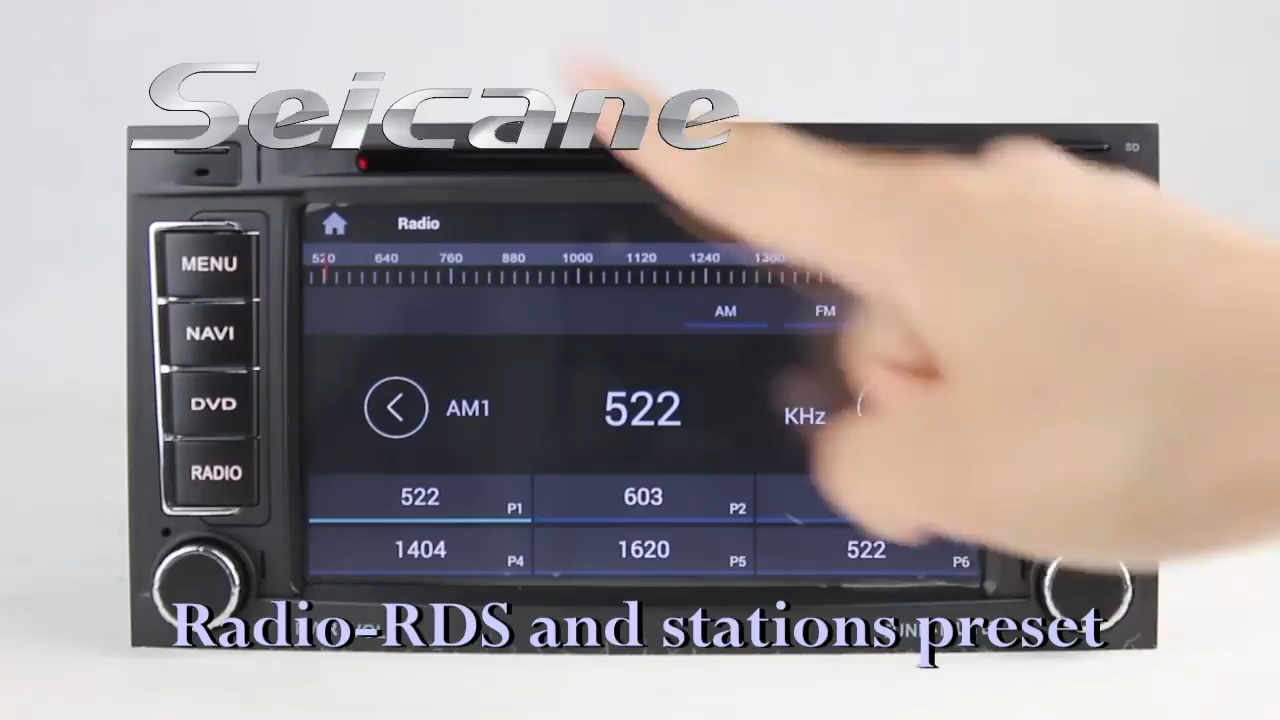 Seicane
SD
Radio
MENU
520 640 760 880 1000 1120 1240 1360
AM FM
NAVI
AM1 522 KHz
DVD
RADIO
522 P1 603 P2
1404 P4 1620 P5 522 P6
Radio-RDS and stations preset